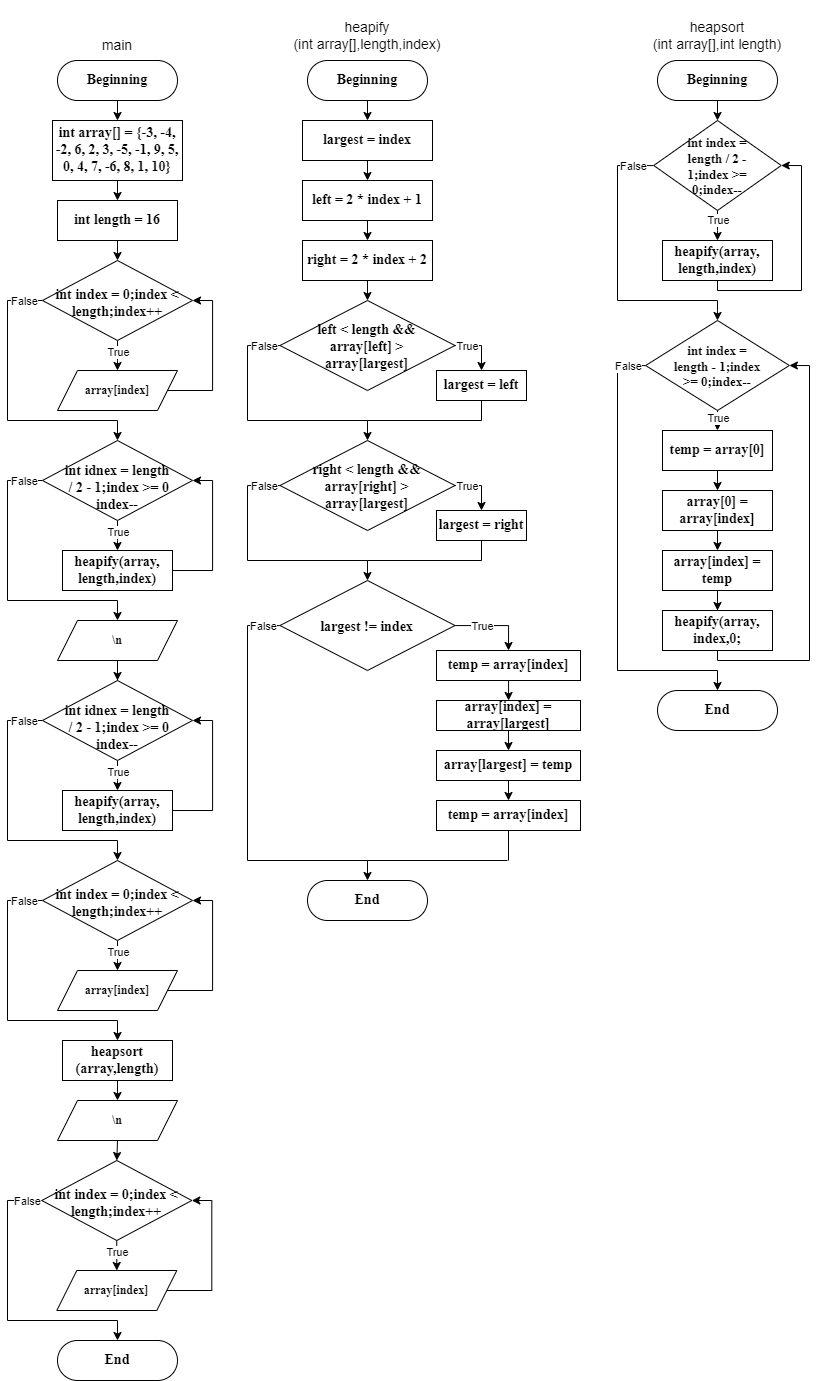 main
Beginning
int array[] = {-3, -4,
-2, 6, 2, 3, -5, -1, 9, 5,
0, 4, 7, -6, 8, 1, 10}
int length = 16
int index = 0;index <
length;index++
False
True
array[index]
int idnex = length
/ 2 - 1;index >= 0
index--
False
True
heapify(array,
length,index)
\n
int idnex = length
/ 2 - 1;index >= 0
index--
False
True
heapify(array,
length,index)
int index = 0;index <
length;index++
False
True
array[index]
heapsort
(array,length)
\n
int index = 0;index <
length;index++
False
True
array[index]
End
heapify
(int array[],length,index)
Beginning
largest = index
left = 2 * index + 1
right = 2 * index + 2
left < length &&
array[left] >
array[largest]
False
True
largest = left
right < length &&
array[right] >
array[largest]
False
True
largest = right
largest != index
False
True
temp = array[index]
array[index] =
array[largest]
array[largest] = temp
temp = array[index]
End
heapsort
(int array[],int length)
Beginning
int index =
length / 2 -
1;index >=
0;index--
False
True
heapify(array,
length,index)
int index =
length - 1;index
>= 0;index--
False
True
temp = array[0]
array[0] =
array[index]
array[index] =
temp
heapify(array,
index,0;
End